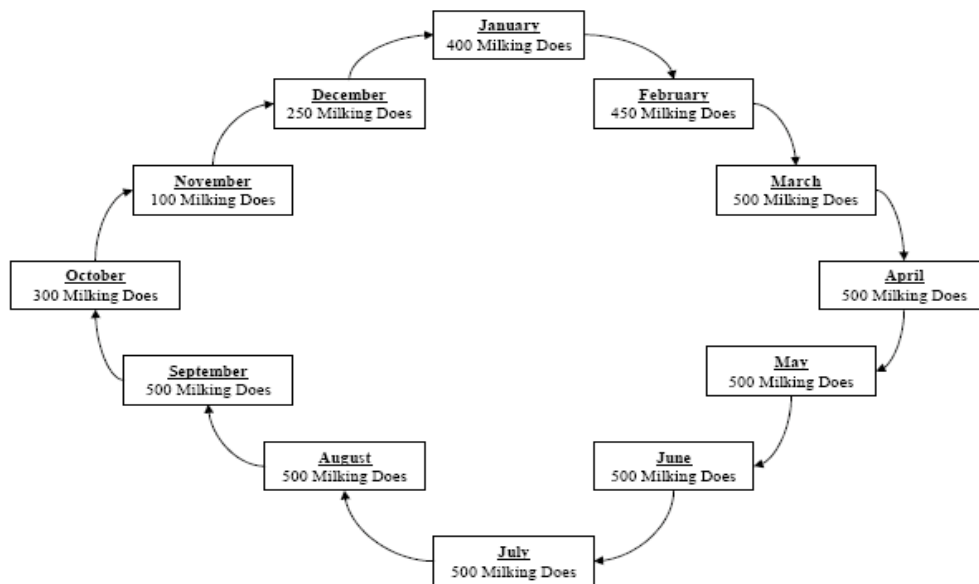 January
400 Milking Does
February
450 Milking Does
March
500 Milking Does
April
500 Milking Does
May
500 Milking Does
June
500 Milking Does
July
500 Milking Does
August
500 Milking Does
September
500 Milking Does
October
300 Milking Does
November
100 Milking Does
December
250 Milking Does